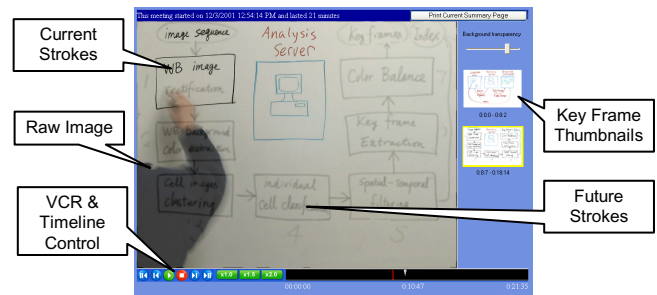 This meeting started on 12/3/2001 12:54:14 PM and lasted 21 minutes
Print Current Summary Page
Current
Strokes
Raw Image
VCR &
Timeline
Control
image sequence
WB image
rectification
WB background
color extraction
Cell images
clustering
Analysis
Server
individual
Cell
4
Key frames / Index
Color Balance
7
Key frame
Extraction
Spatial-temporal
filtering
5
Background transparency
0:0:0 - 0:8:2
0:8:7 - 0:18:14
Key Frame
Thumbnails
Future
Strokes
x1.0
x1.5
x2.0
00:00:00
0:10:47
0:21:35